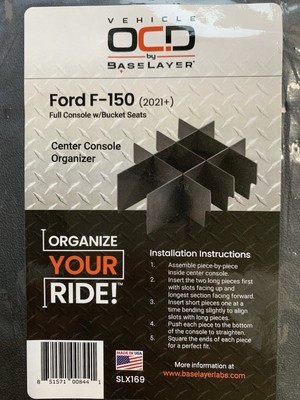 VEHICLE
OCD
by
BASELAYER®
Ford F-150 (2021+)
Full Console w/Bucket Seats
Center Console
Organizer
ORGANIZE
YOUR
RIDE!™
Installation Instructions
1. Assemble piece-by-piece
inside center console.
2. Insert the two long pieces first
with slots facing up and
longest section facing forward.
3. Insert short pieces one at a
time bending slightly to align
slots with long pieces.
4. Push each piece to the bottom
of the console to straighten.
5. Square the ends of each piece
for a perfect fit.
More information at
www.baselayerlabs.com
MADE IN USA
SLX169
8 51571 00844 1